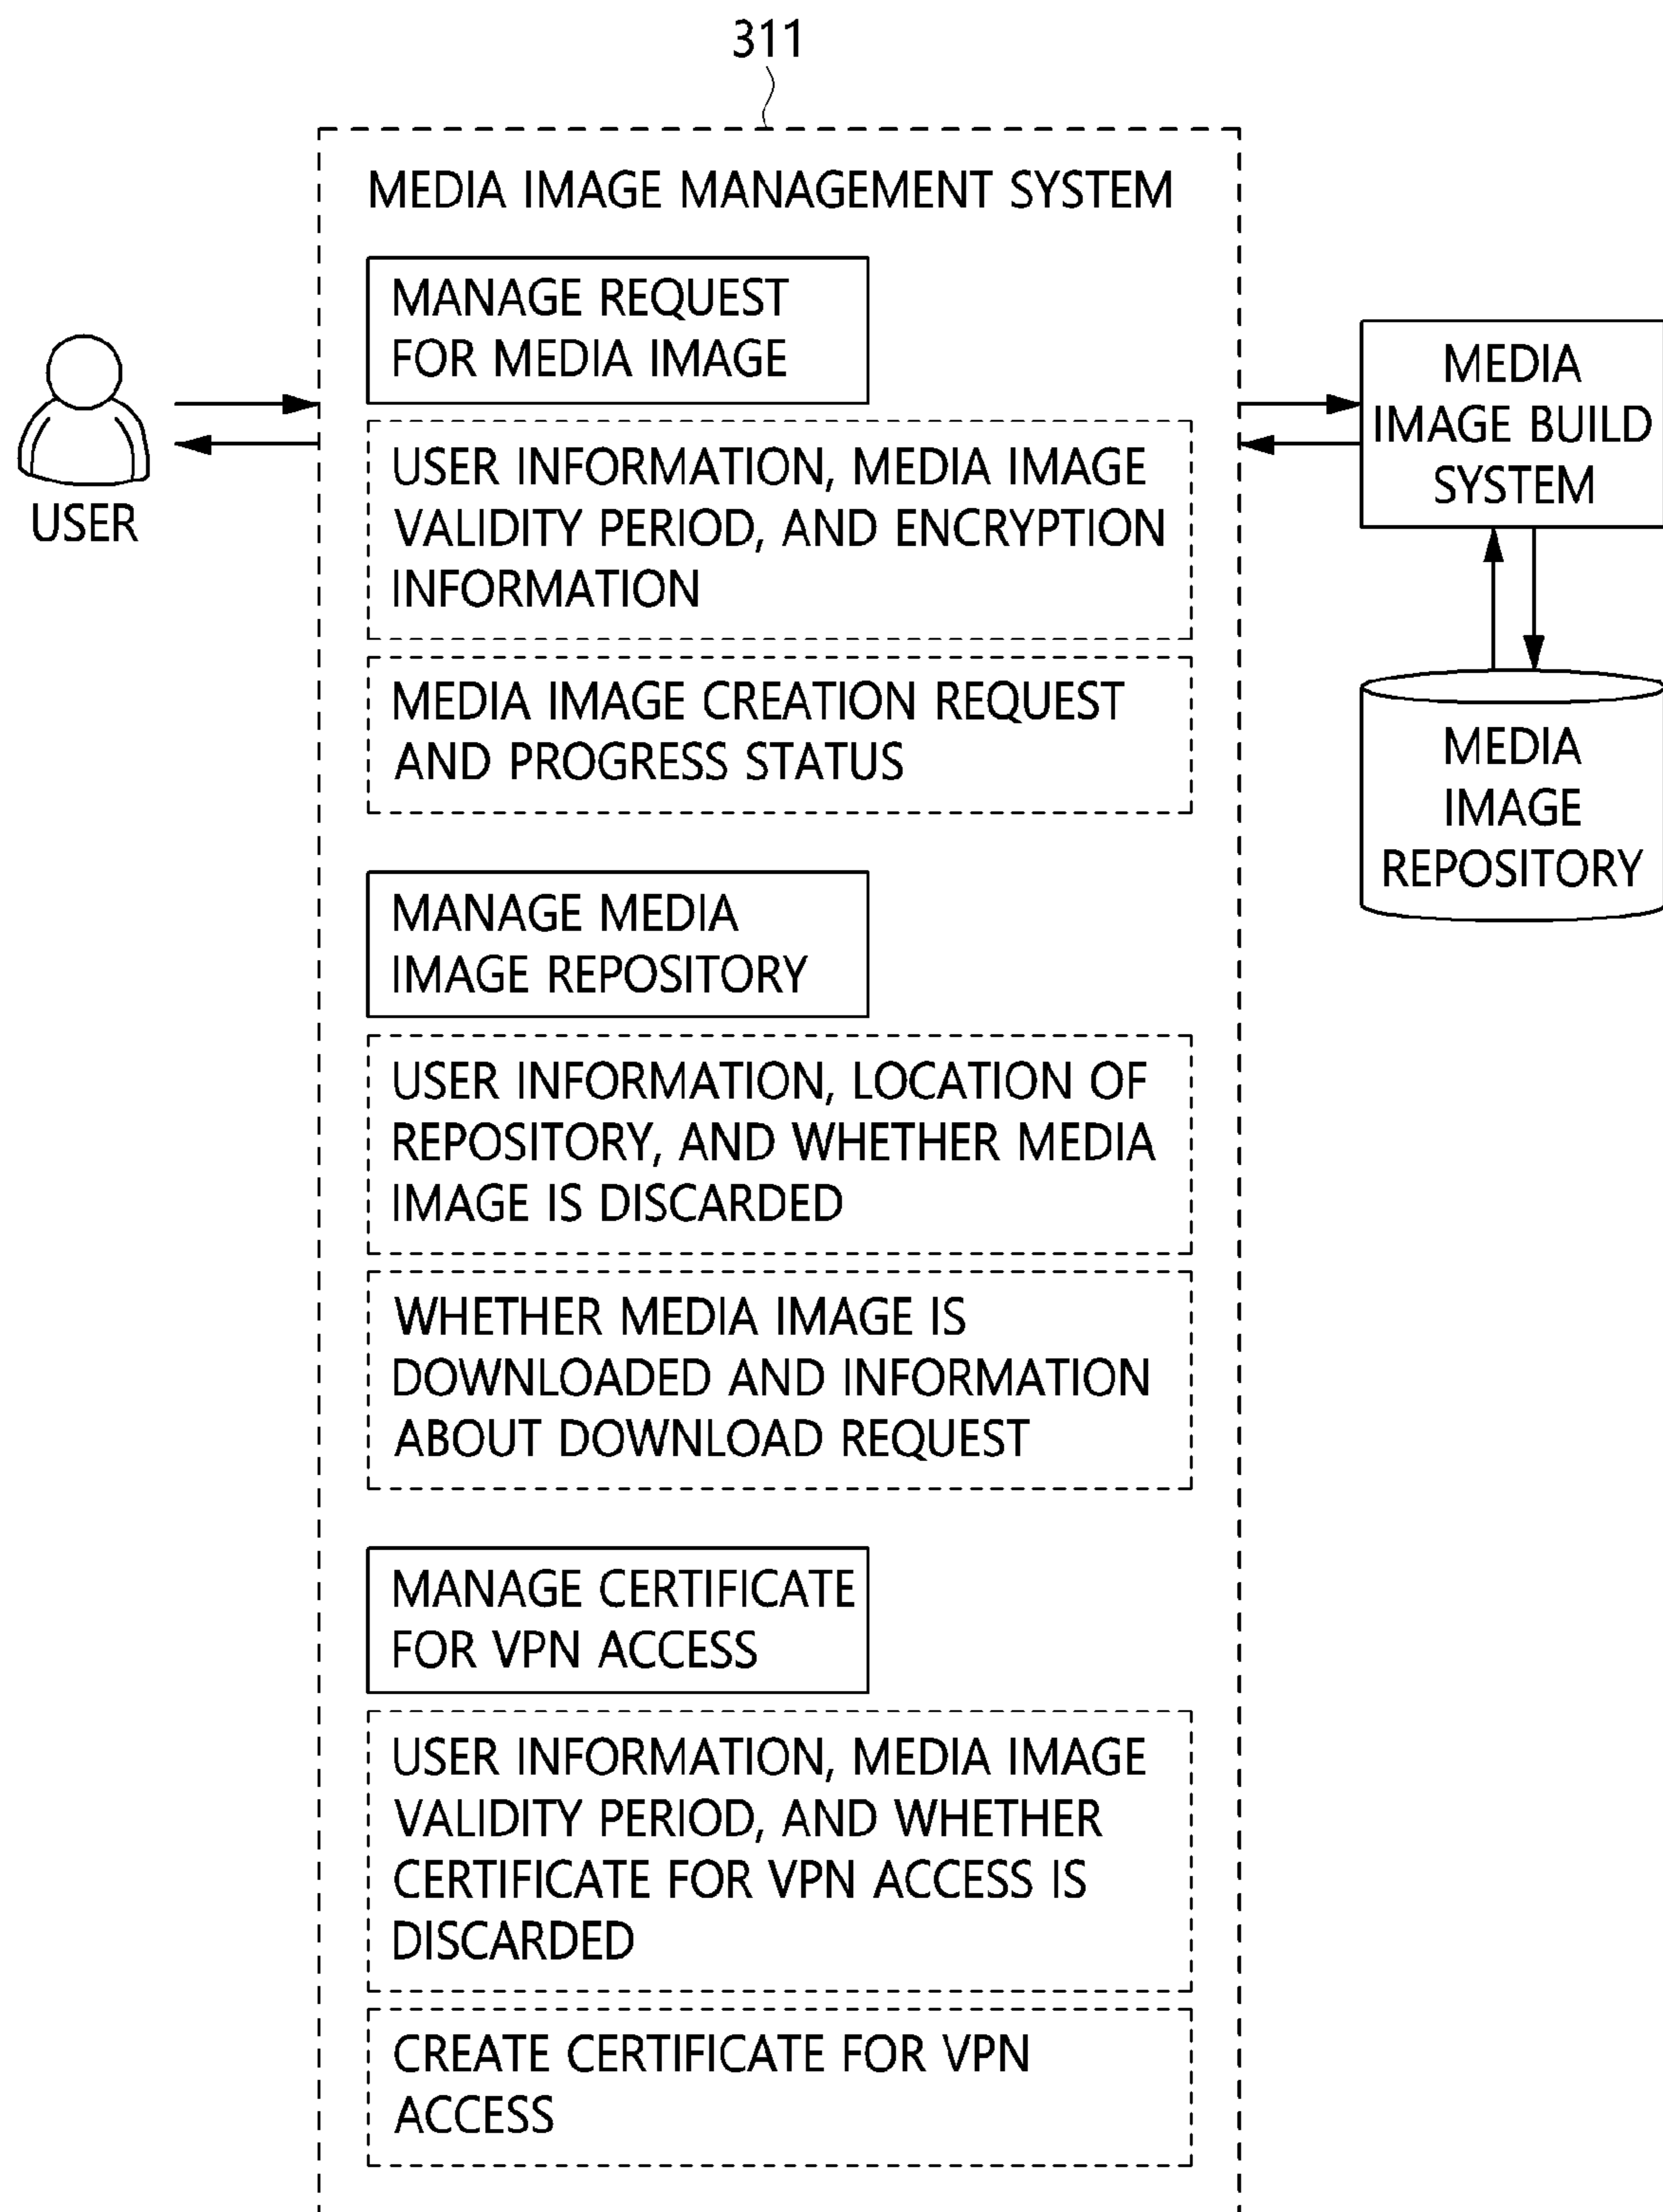 311
MEDIA IMAGE MANAGEMENT SYSTEM
MANAGE REQUEST
FOR MEDIA IMAGE
USER INFORMATION, MEDIA IMAGE
VALIDITY PERIOD, AND ENCRYPTION
INFORMATION
MEDIA IMAGE CREATION REQUEST
AND PROGRESS STATUS
MANAGE MEDIA
IMAGE REPOSITORY
USER INFORMATION, LOCATION OF
REPOSITORY, AND WHETHER MEDIA
IMAGE IS DISCARDED
WHETHER MEDIA IMAGE IS
DOWNLOADED AND INFORMATION
ABOUT DOWNLOAD REQUEST
MANAGE CERTIFICATE
FOR VPN ACCESS
USER INFORMATION, MEDIA IMAGE
VALIDITY PERIOD, AND WHETHER
CERTIFICATE FOR VPN ACCESS IS
DISCARDED
CREATE CERTIFICATE FOR VPN
ACCESS
USER
MEDIA
IMAGE BUILD
SYSTEM
MEDIA
IMAGE
REPOSITORY